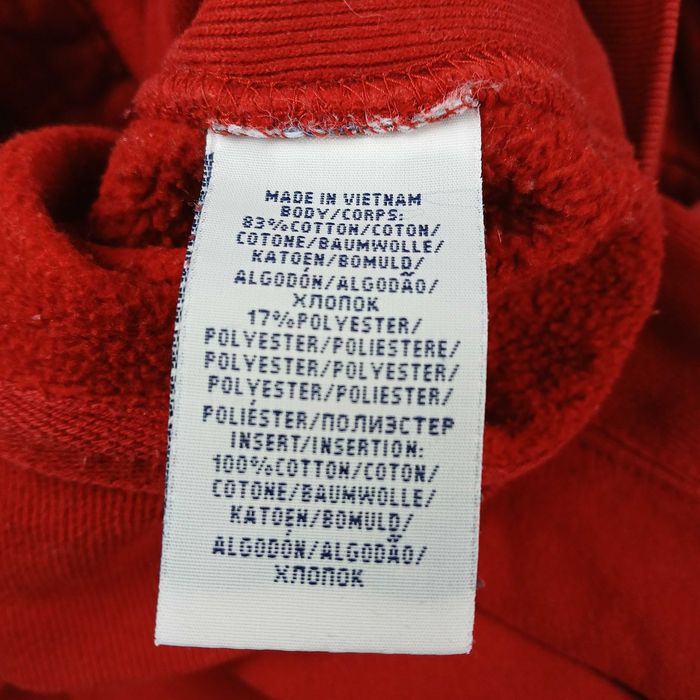 MADE IN VIETNAM
BODY/CORPS:
83%COTTON/COTON/
COTONE/BAUMWOLLE/
KATOEN/BOMULD/
ALGODÓN/ALGODÃO/
ХЛОПОК
17%POLYESTER/
POLYESTER/POLIESTERE/
POLYESTER/POLYESTER/
POLYESTER/POLIESTER/
POLIÉSTER/ПОЛИЭСТЕР
INSERT/INSERTION:
100%COTTON/COTON/
COTONE/BAUMWOLLE/
KATOEN/BOMULD/
ALGODÓN/ALGODÃO/
ХЛОПОК